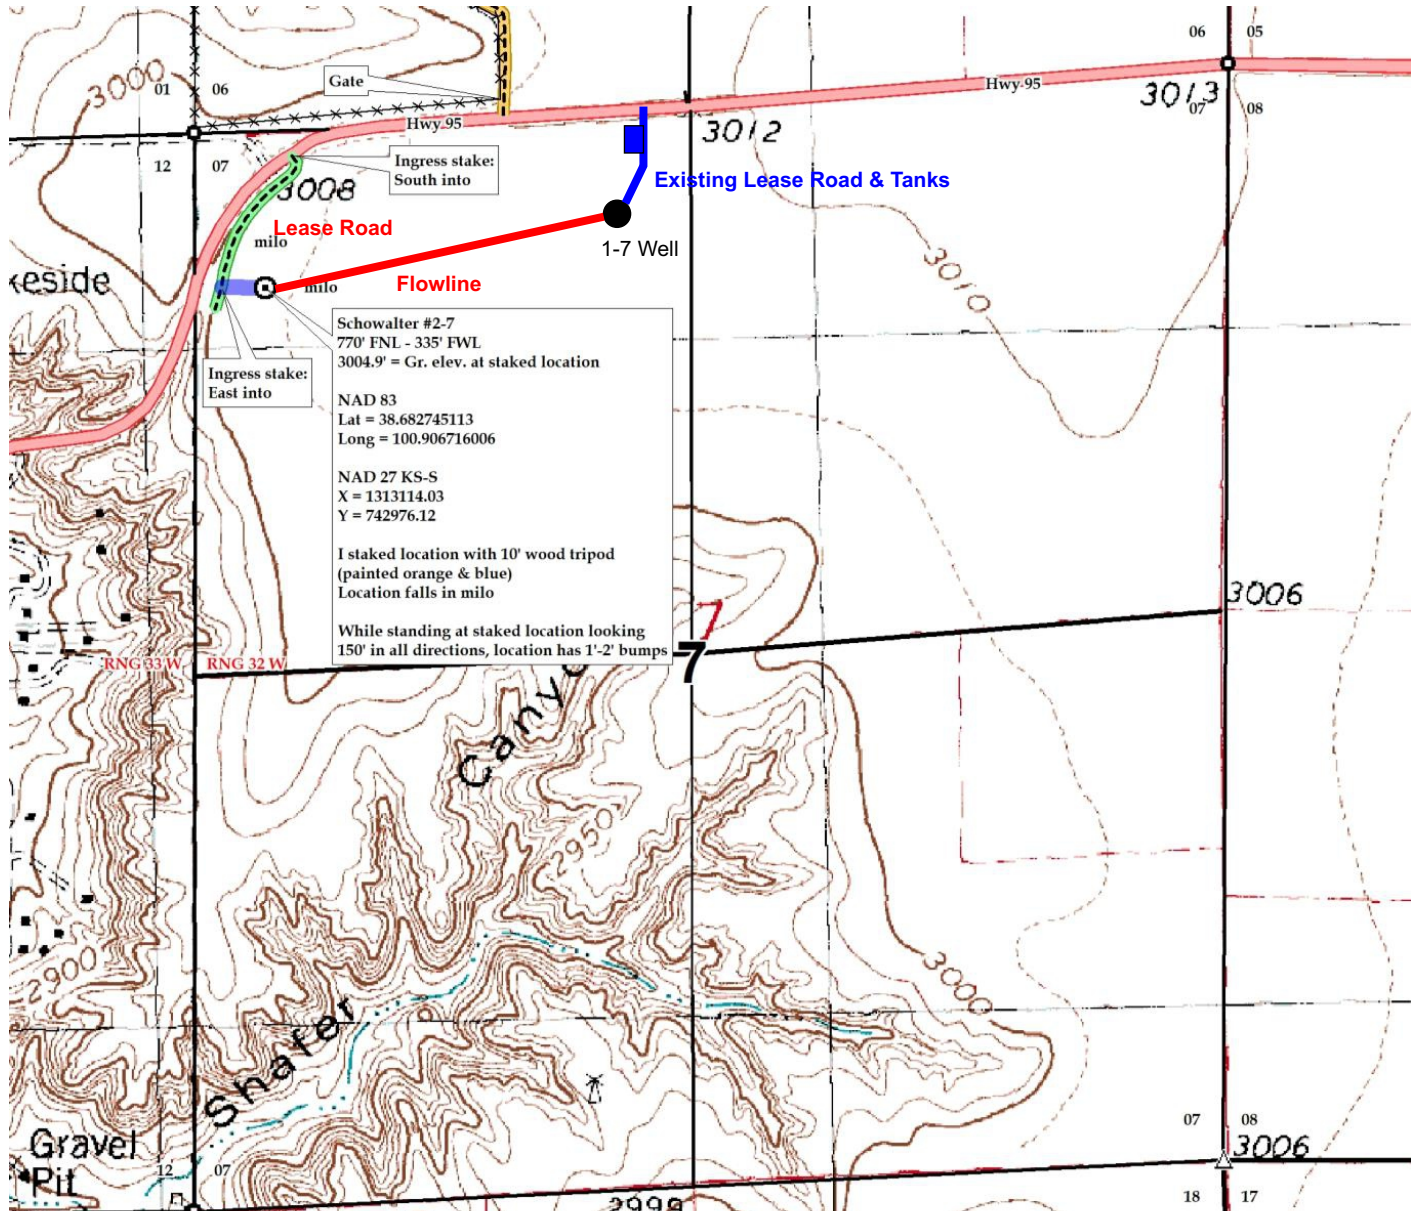 06
05
3000
01
06
Gate
Hwy 95
3013
07
08
Hwy 95
3012
12
07
Ingress stake:
South into
3008
Existing Lease Road & Tanks
Lease Road
milo
1-7 Well
3010
keside
milo
Flowline
Schowalter #2-7
770' FNL - 335' FWL
3004.9' = Gr. elev. at staked location
NAD 83
Lat = 38.682745113
Long = 100.906716006
NAD 27 KS-S
X = 1313114.03
Y = 742976.12
I staked location with 10' wood tripod
(painted orange & blue)
Location falls in milo
While standing at staked location looking
150' in all directions, location has 1'-2' bumps
Ingress stake:
East into
3006
RNG 33 W
RNG 32 W
7
7
Canyo
2950
2900
3000
Shafer
Gravel
Pit
12
07
07
08
3006
18
17
2999